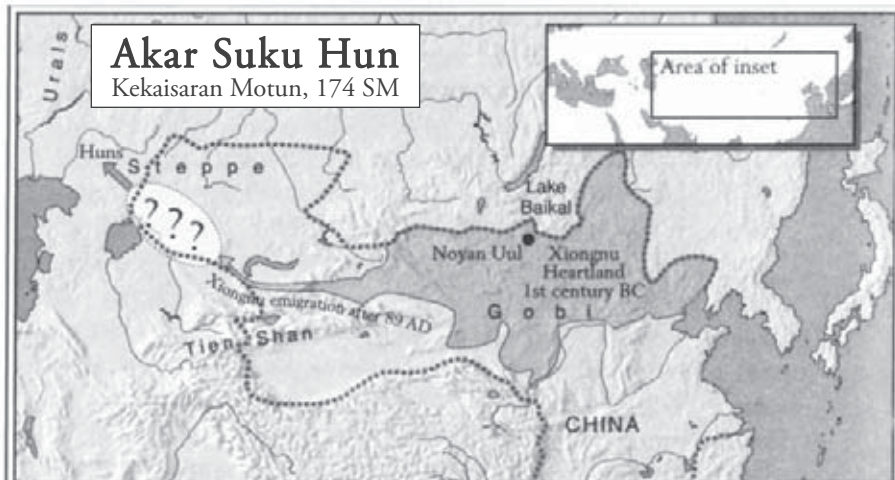 Akar Suku Hun
Kekaisaran Motun, 174 SM
Area of inset
Urals
Huns
Steppe
???
Lake
Baikal
Noyan Uul
Xiongnu
Heartland
1st century BC
Gobi
Xiongnu emigration after 89 AD
Tien Shan
CHINA